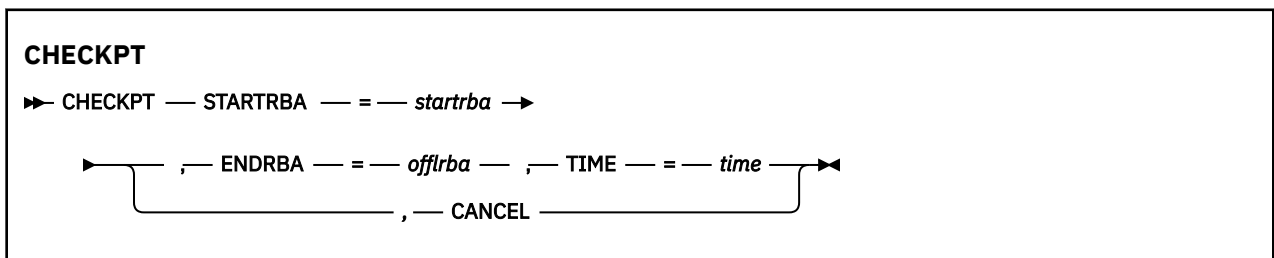 CHECKPT
CHECKPT STARTRBA = startrba
, ENDRBA = offlrba , TIME = time
, CANCEL